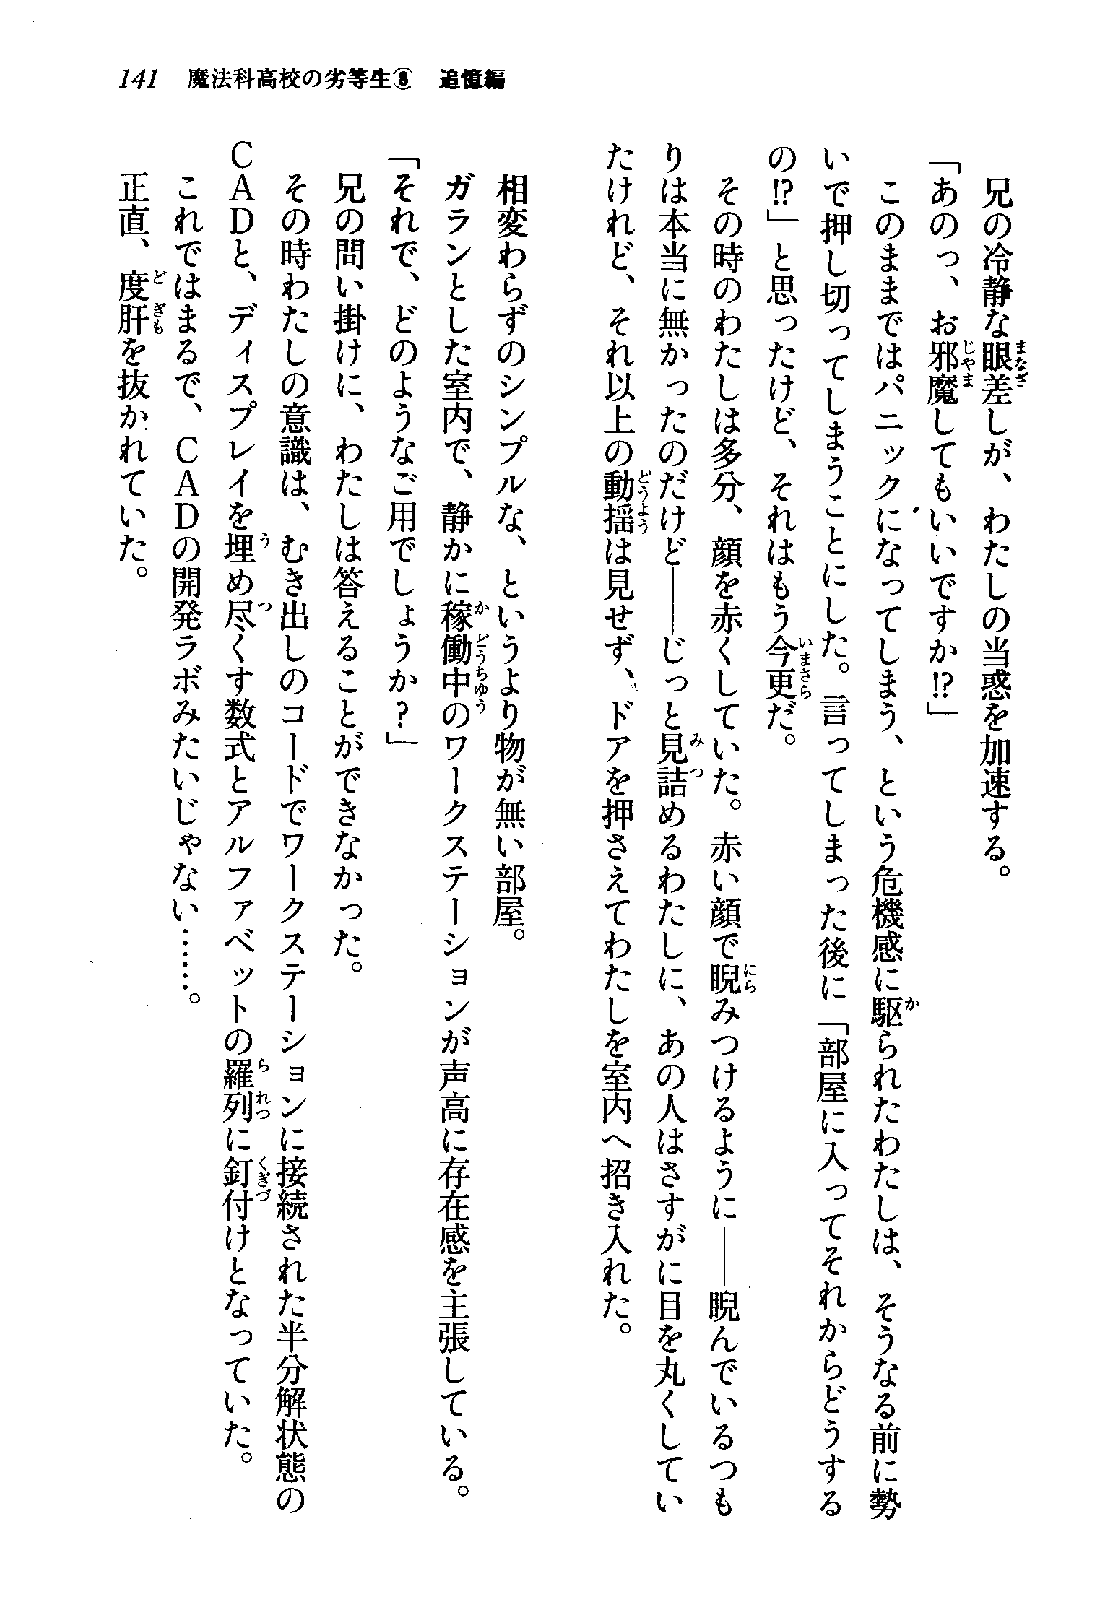 141　魔法科高校の劣等生⑧　追憶編
　兄の冷静な眼差しが、わたしの当惑を加速する。
「あのっ、お邪魔してもいいですか!?」
　このままではパニックになってしまう、という危機感に駆られたわたしは、そうなる前に勢
いで押し切ってしまうことにした。言ってしまった後に「部屋に入ってそれからどうする
の!?」と思ったけど、それはもう今更だ。
　その時のわたしは多分、顔を赤くしていた。赤い顔で睨みつけるように――睨んでいるつも
りは本当に無かったのだけど――じっと見詰めるわたしに、あの人はさすがに目を丸くしてい
たけれど、それ以上の動揺は見せず、ドアを押さえてわたしを室内へ招き入れた。
　相変わらずのシンプルな、というより物が無い部屋。
　ガランとした室内で、静かに稼働中のワークステーションが声高に存在感を主張している。
「それで、どのようなご用でしょうか?」
　兄の問い掛けに、わたしは答えることができなかった。
　その時わたしの意識は、むき出しのコードでワークステーションに接続された半分解状態の
ＣＡＤと、ディスプレイを埋め尽くす数式とアルファベットの羅列に釘付けとなっていた。
　これではまるで、ＣＡＤの開発ラボみたいじゃない……。
　正直、度肝を抜かれていた。